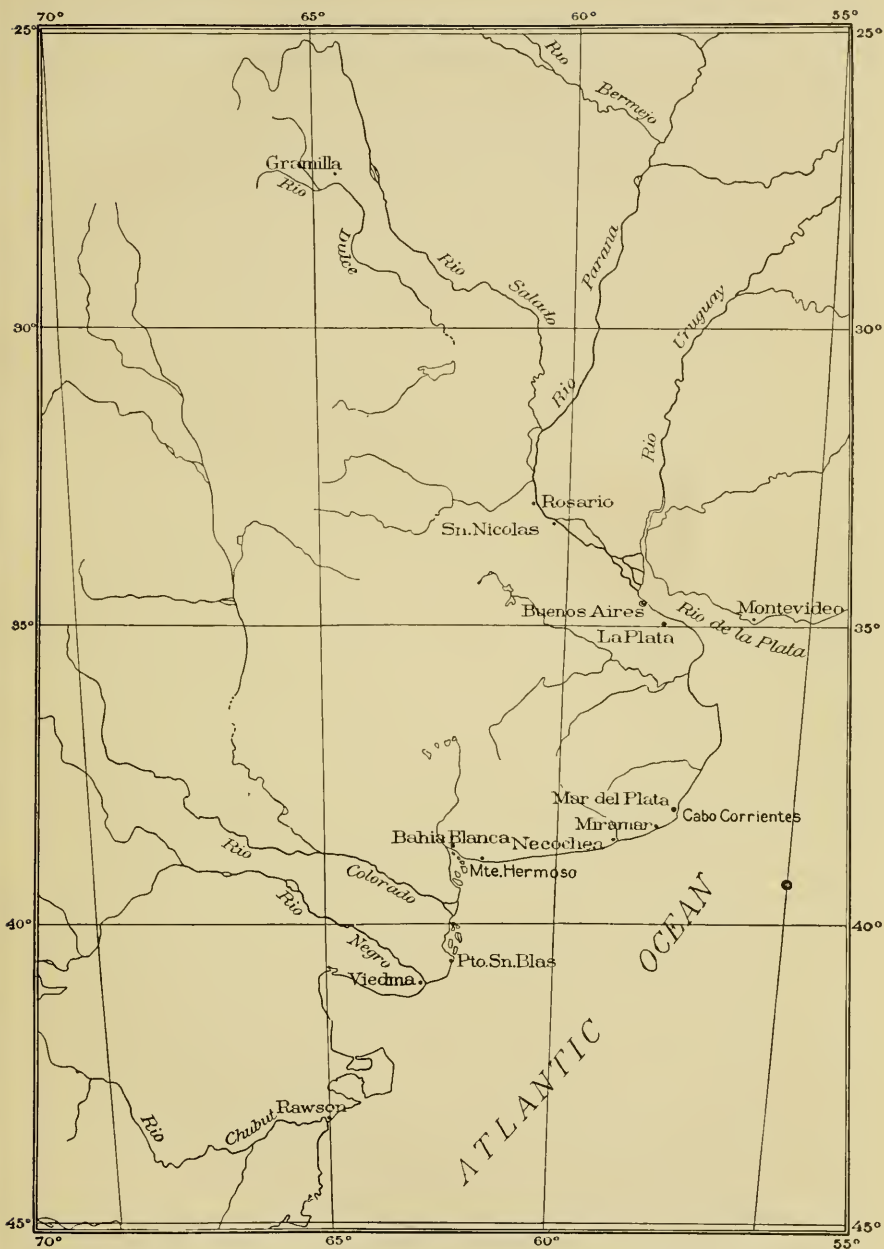 70° 65° 60° 55°
25° 25°
Rio
Bermejo
Gramilla
Rio
Dulce
Rio
Salado
Parana
Rio
Uruguay
Rio
30° 30°
Rosario
Sn. Nicolas
Buenos Aires
La Plata
Rio de la Plata
Montevideo
35° 35°
Mar del Plata
Cabo Corrientes
Miramar
Necochea
Bahia Blanca
Mte. Hermoso
Rio
Colorado
Rio
Negro
Viedma
Pto. Sn. Blas
40° 40°
ATLANTIC OCEAN
Rio
Chubut
Rawson
45° 45°
70° 65° 60° 55°